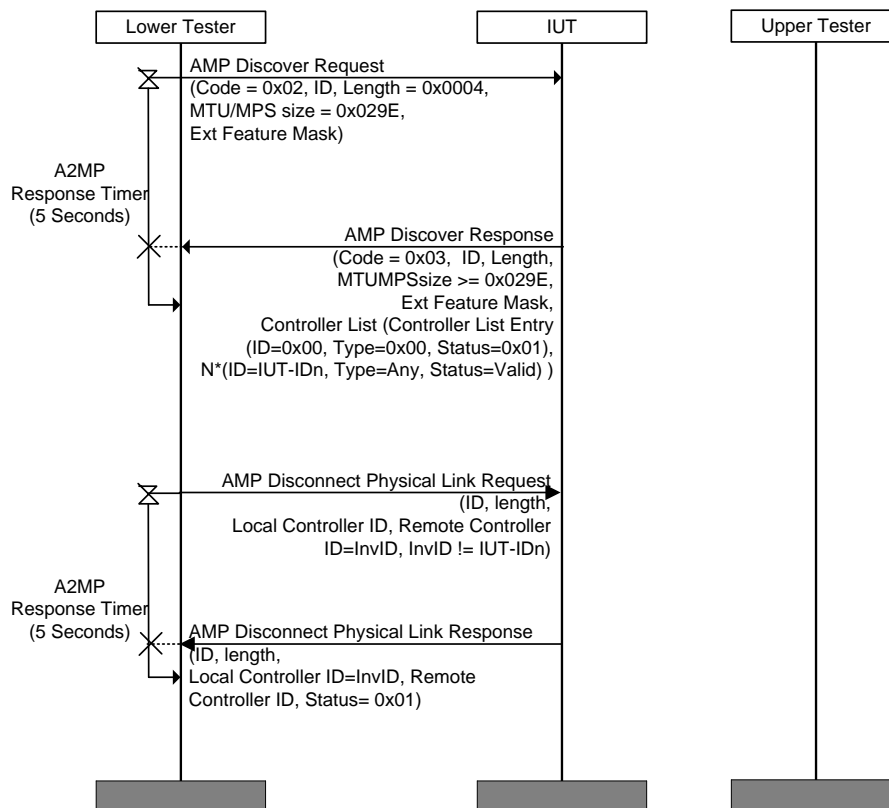 Lower Tester
IUT
Upper Tester
AMP Discover Request
(Code = 0x02, ID, Length = 0x0004,
MTU/MPS size = 0x029E,
Ext Feature Mask)
A2MP
Response Timer
(5 Seconds)
AMP Discover Response
(Code = 0x03, ID, Length,
MTUMPSsize >= 0x029E,
Ext Feature Mask,
Controller List (Controller List Entry
(ID=0x00, Type=0x00, Status=0x01),
N*(ID=IUT-IDn, Type=Any, Status=Valid) )
AMP Disconnect Physical Link Request
(ID, length,
Local Controller ID, Remote Controller
ID=InvID, InvID != IUT-IDn)
A2MP
Response Timer
(5 Seconds)
AMP Disconnect Physical Link Response
(ID, length,
Local Controller ID=InvID, Remote
Controller ID, Status= 0x01)